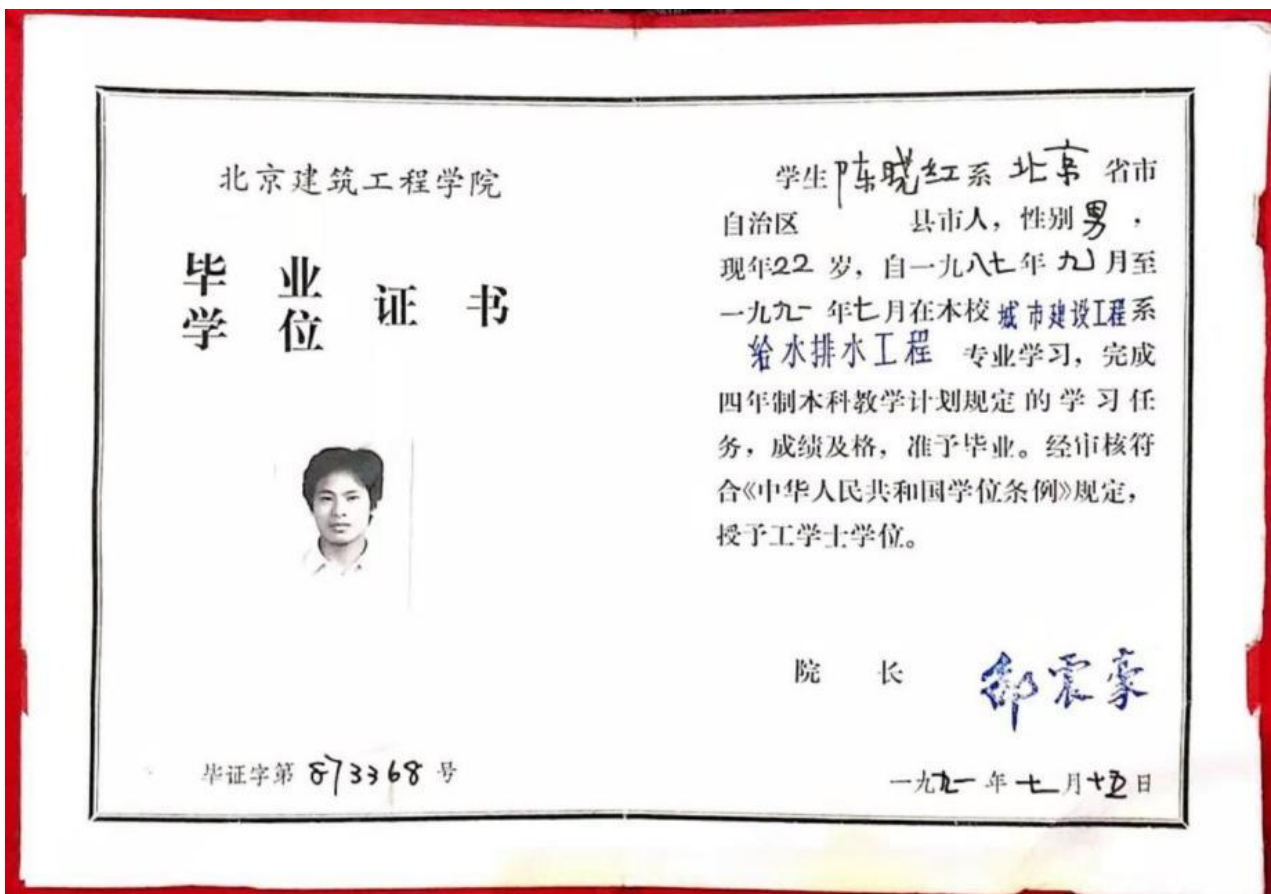 北京建筑工程学院
毕业
学位
证书
毕证字第 873368 号
学生陈晓红系 北京 省市
自治区 县市人，性别男，
现年22 岁，自一九八七年九月至
一九九一年七月在本校 城市建设工程系
给水排水工程 专业学习，完成
四年制本科教学计划规定的学习任
务，成绩及格，准予毕业。经审核符
合《中华人民共和国学位条例》规定，
授予工学士学位。
院 长 郝震豪
一九九一年七月十五日